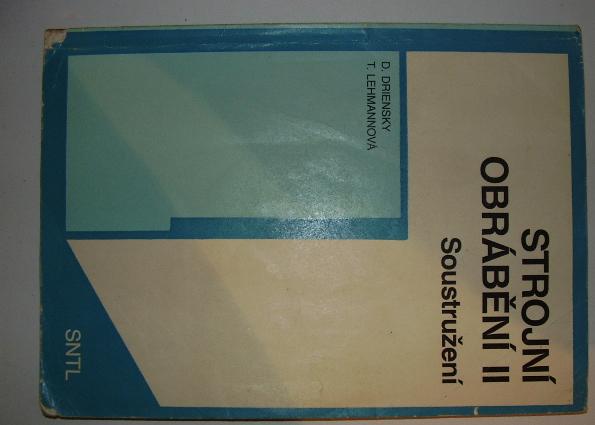 D. DRIENSKY
T. LEHMANNOVÁ
STROJNÍ
OBRÁBĚNÍ II
Soustružení
SNTL